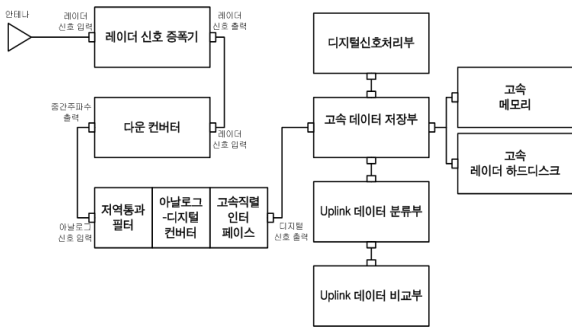 안테나
레이더
신호 입력
레이더 신호 증폭기
레이더
신호 출력
중간주파수
출력
다운 컨버터
레이더
신호 입력
저역통과
필터
아날로그
-디지털
컨버터
고속직렬
인터
페이스
아날로그
신호 입력
디지털
신호 출력
디지털신호처리부
고속 데이터 저장부
고속
메모리
고속
레이더 하드디스크
Uplink 데이터 분류부
Uplink 데이터 비교부